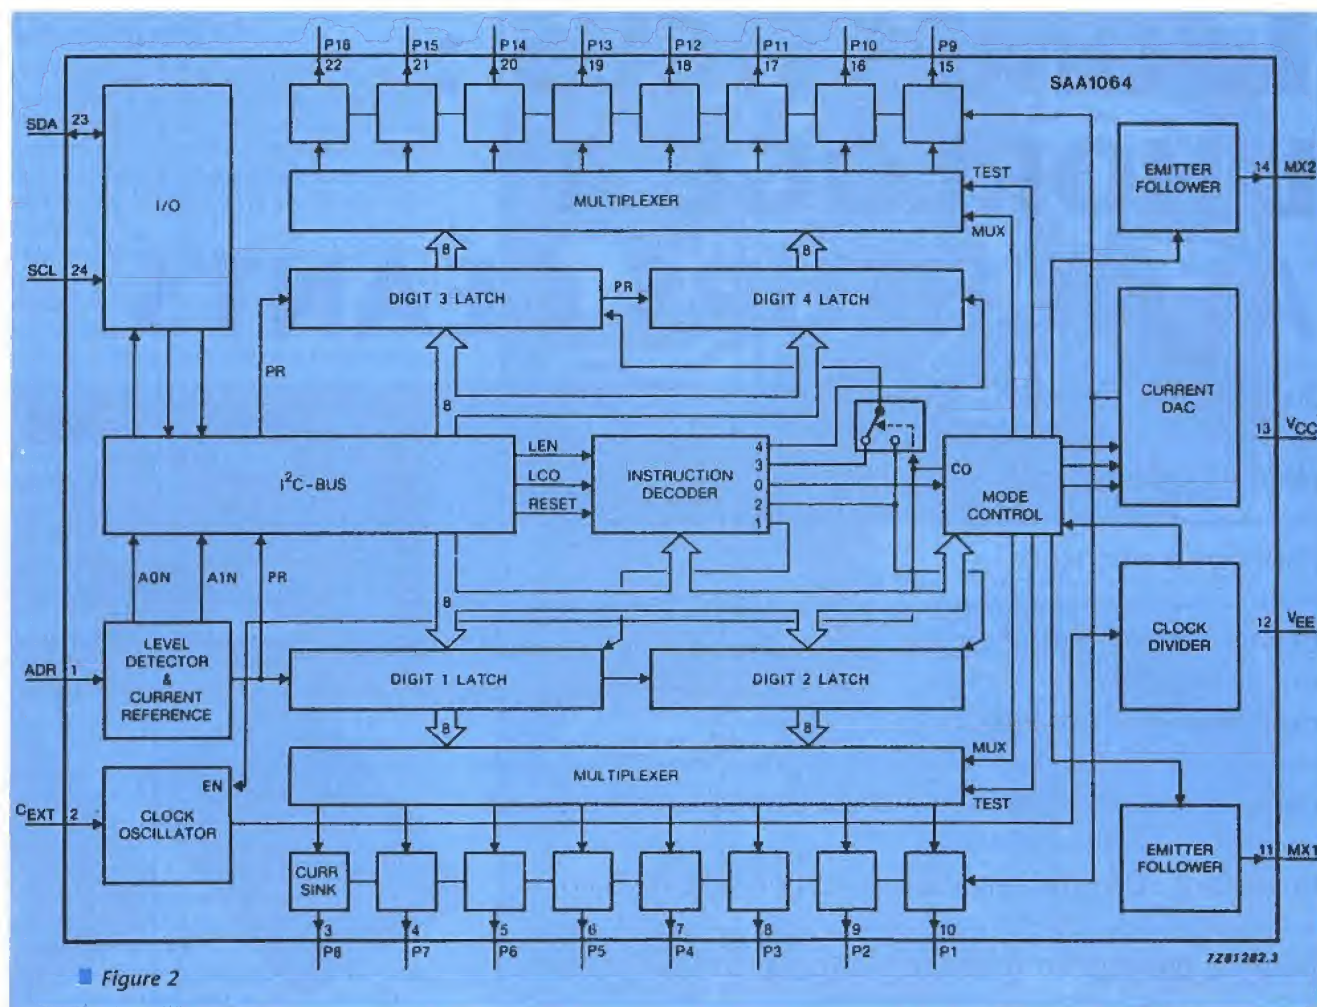 P16 P15 P14 P13 P12 P11 P10 P9
22 21 20 19 18 17 16 15
SAA1064
SDA 23
I/O
SCL 24
MULTIPLEXER
TEST
MUX
EMITTER
FOLLOWER
14 MX2
8 8
DIGIT 3 LATCH
PR
DIGIT 4 LATCH
PR
8
CURRENT
DAC
13 VCC
I2C-BUS
LEN
LCO
RESET
INSTRUCTION
DECODER
4
3
0
2
1
CO
MODE
CONTROL
A0N A1N PR
8
CLOCK
DIVIDER
12 VEE
ADR 1
LEVEL
DETECTOR
&
CURRENT
REFERENCE
DIGIT 1 LATCH
DIGIT 2 LATCH
8 8
MULTIPLEXER
MUX
TEST
CEXT 2
EN
CLOCK
OSCILLATOR
CURR
SINK
EMITTER
FOLLOWER
11 MX1
3 4 5 6 7 8 9 10
P8 P7 P6 P5 P4 P3 P2 P1
7Z81282.3
Figure 2